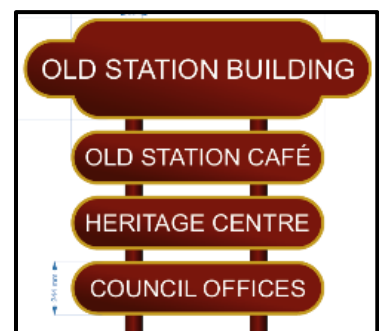 OLD STATION BUILDING
OLD STATION CAFÉ
HERITAGE CENTRE
COUNCIL OFFICES